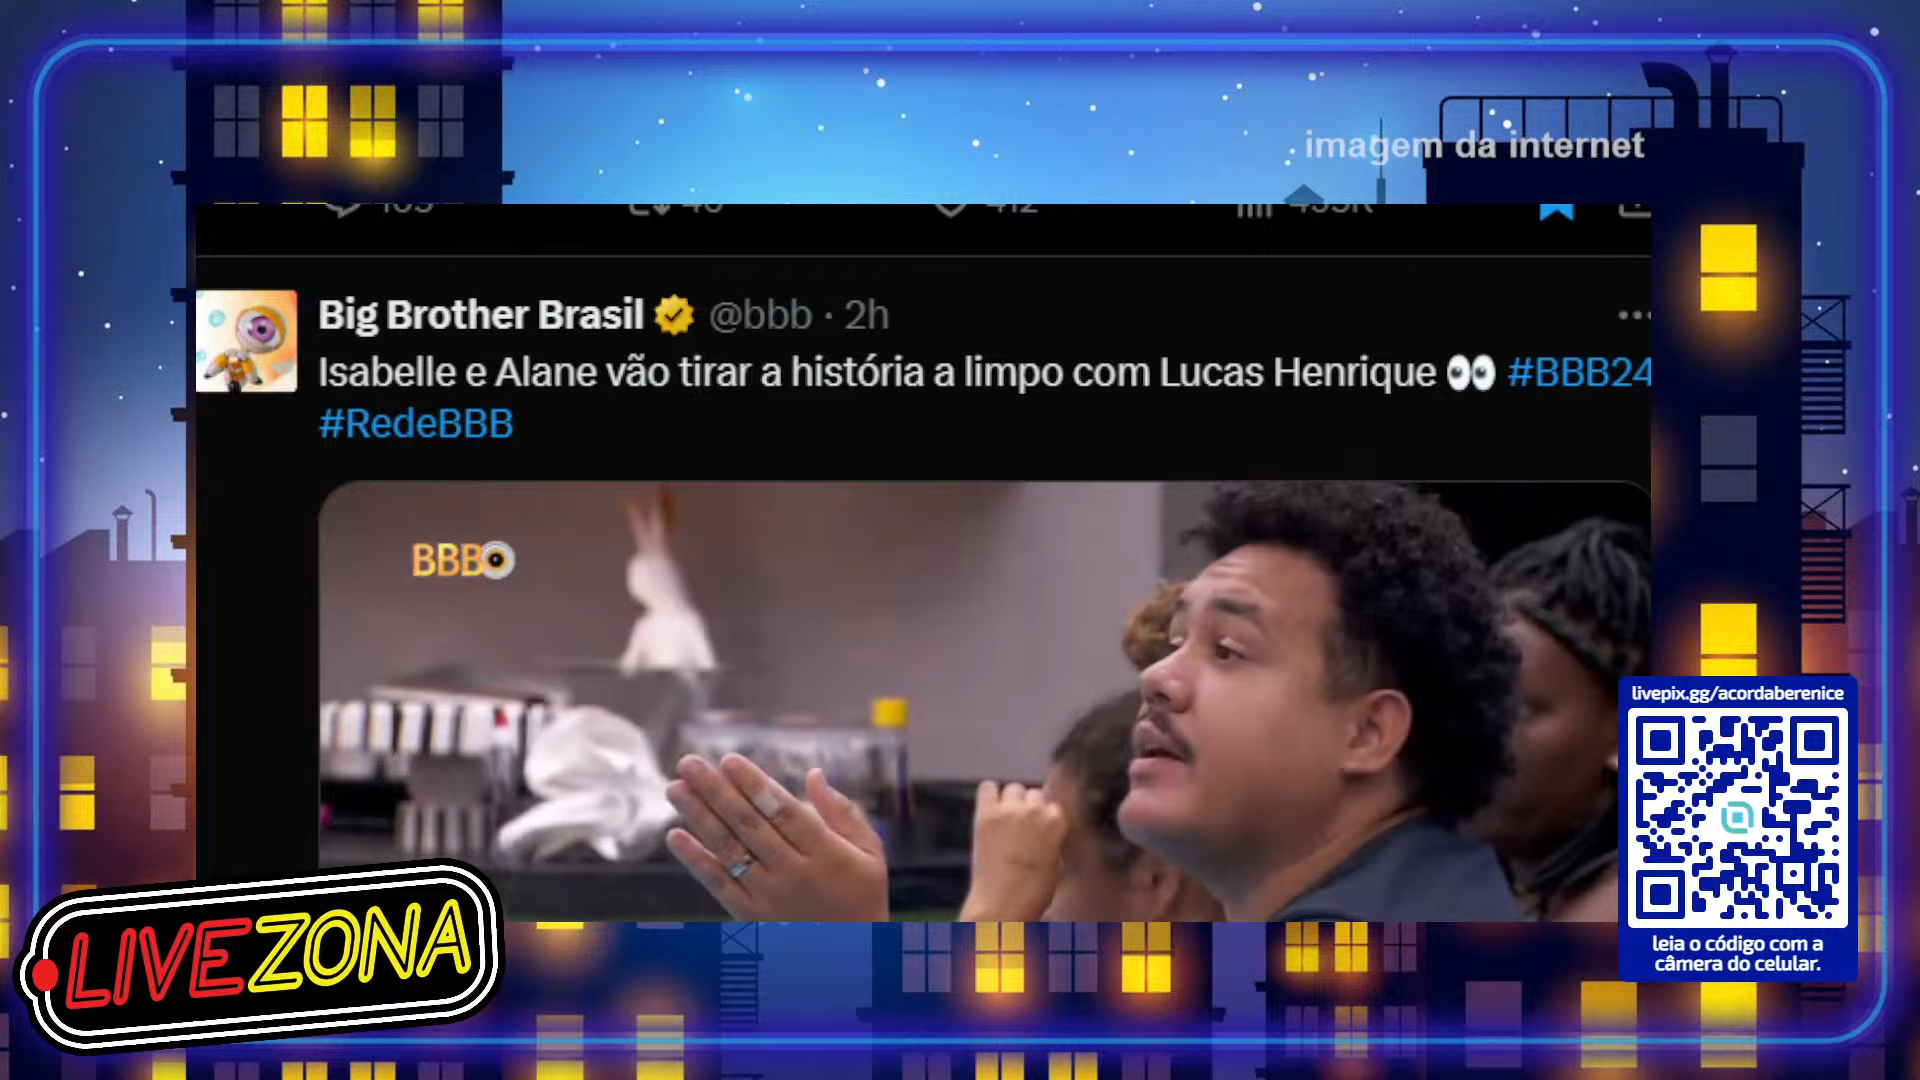 imagem da internet
Big Brother Brasil @bbb · 2h
Isabelle e Alane vão tirar a história a limpo com Lucas Henrique 👀 #BBB24
#RedeBBB
BBB
livepix.gg/acordaberenice
leia o código com a
câmera do celular.
LIVEZONA